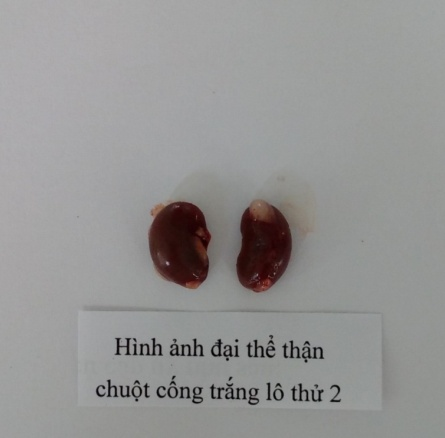 Hình ảnh đại thể thận
chuột cống trắng lô thử 2